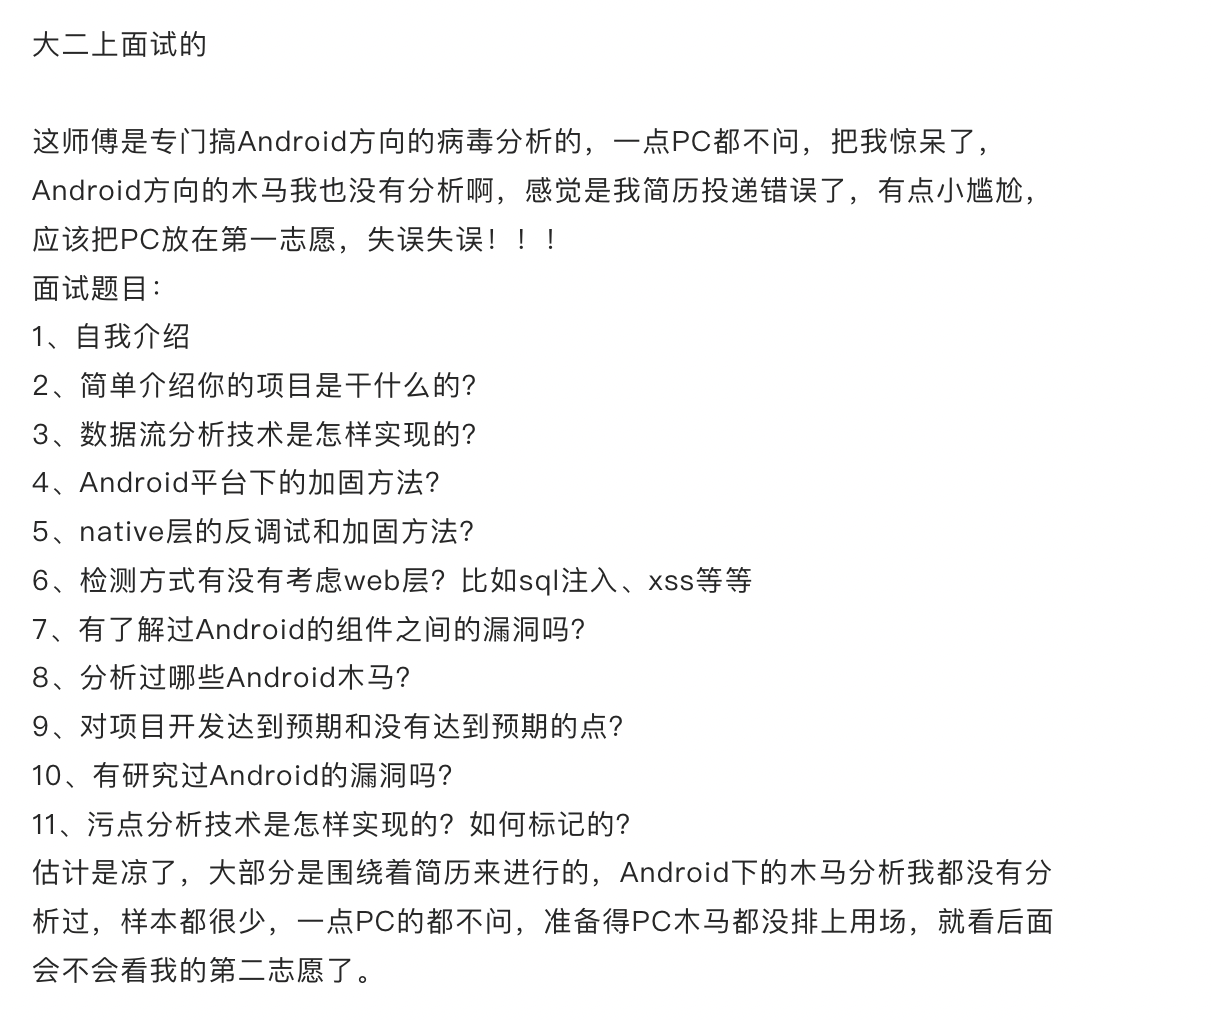 大二上面试的
这师傅是专门搞Android方向的病毒分析的，一点PC都不问，把我惊呆了，
Android方向的木马我也没有分析啊，感觉是我简历投递错误了，有点小尴尬，
应该把PC放在第一志愿，失误失误！！！
面试题目：
1、自我介绍
2、简单介绍你的项目是干什么的？
3、数据流分析技术是怎样实现的？
4、Android平台下的加固方法？
5、native层的反调试和加固方法？
6、检测方式有没有考虑web层？比如sql注入、xss等等
7、有了解过Android的组件之间的漏洞吗？
8、分析过哪些Android木马？
9、对项目开发达到预期和没有达到预期的点？
10、有研究过Android的漏洞吗？
11、污点分析技术是怎样实现的？如何标记的？
估计是凉了，大部分是围绕着简历来进行的，Android下的木马分析我都没有分
析过，样本都很少，一点PC的都不问，准备得PC木马都没排上用场，就看后面
会不会看我的第二志愿了。